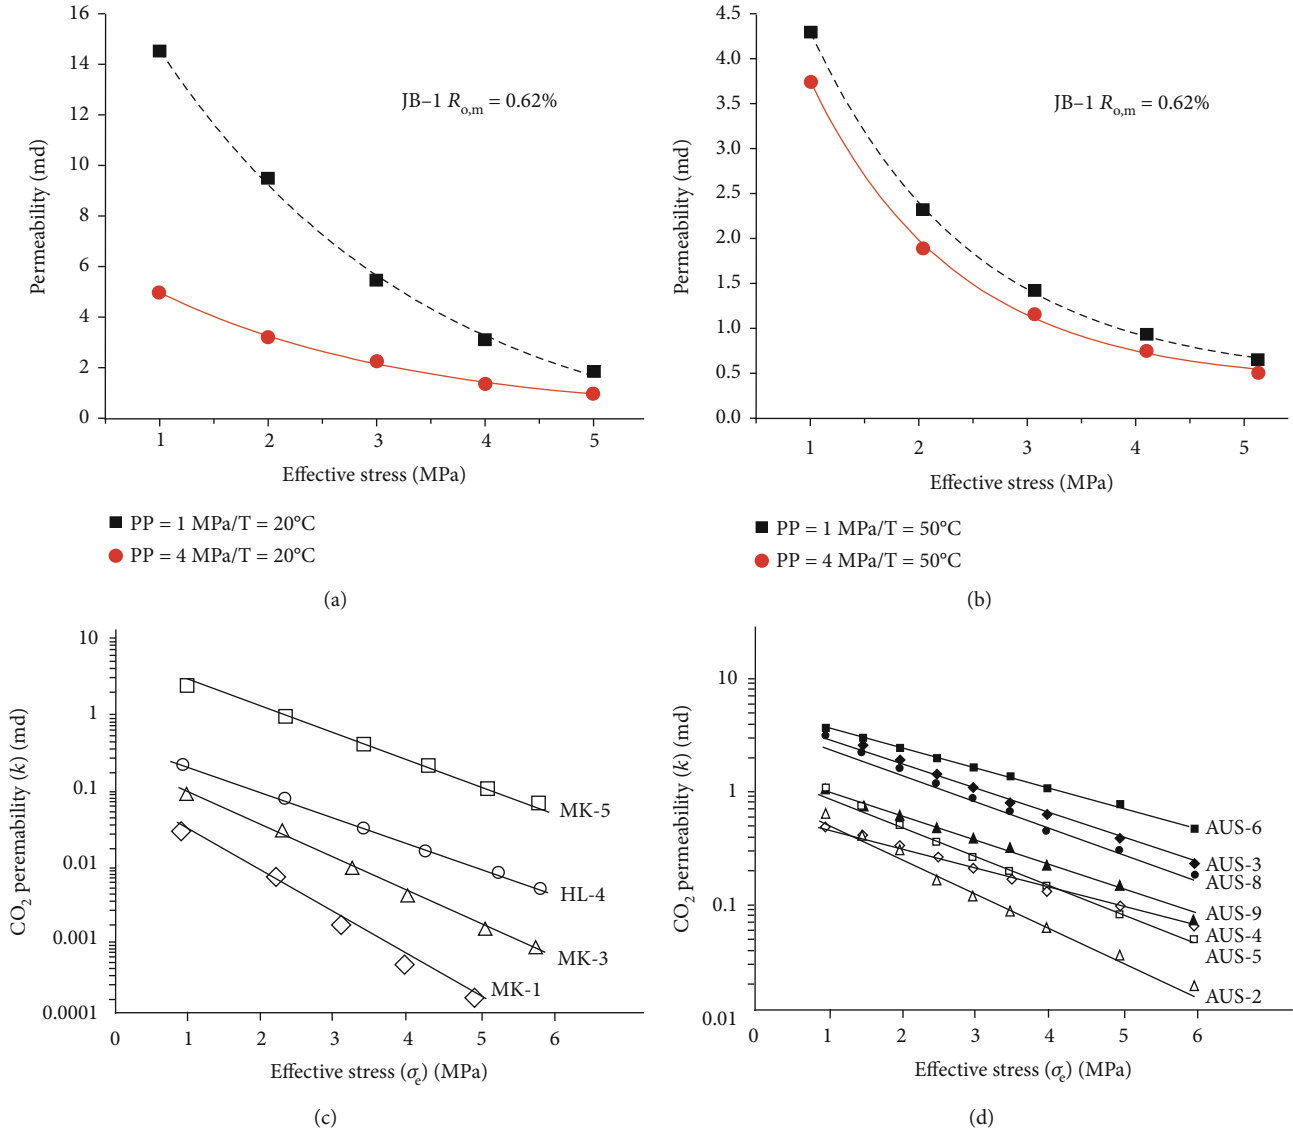 16
14
12
10
8
6
4
2
0
Permeability (md)
JB–1 Ro,m = 0.62%
1 2 3 4 5
Effective stress (MPa)
PP = 1 MPa/T = 20°C
PP = 4 MPa/T = 20°C
(a)
4.5
4.0
3.5
3.0
2.5
2.0
1.5
1.0
0.5
0.0
Permeability (md)
JB–1 Ro,m = 0.62%
1 2 3 4 5
Effective stress (MPa)
PP = 1 MPa/T = 50°C
PP = 4 MPa/T = 50°C
(b)
10
1
0.1
0.01
0.001
0.0001
CO2 peremability (k) (md)
MK-5
HL-4
MK-3
MK-1
0 1 2 3 4 5 6
Effective stress (σe) (MPa)
(c)
10
1
0.1
0.01
CO2 permeability (k) (md)
AUS-6
AUS-3
AUS-8
AUS-9
AUS-4
AUS-5
AUS-2
0 1 2 3 4 5 6
Effective stress (σe) (MPa)
(d)